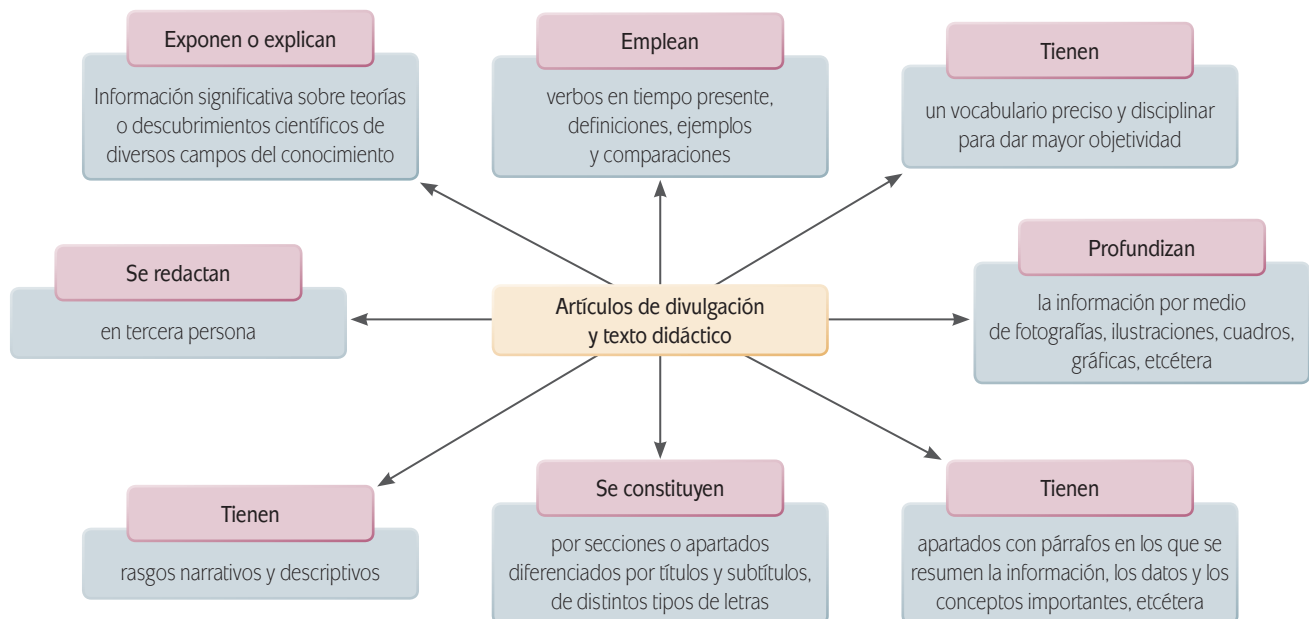 Exponen o explican
Información significativa sobre teorías
o descubrimientos científicos de
diversos campos del conocimiento
Emplean
verbos en tiempo presente,
definiciones, ejemplos
y comparaciones
Tienen
un vocabulario preciso y disciplinar
para dar mayor objetividad
Se redactan
en tercera persona
Artículos de divulgación
y texto didáctico
Profundizan
la información por medio
de fotografías, ilustraciones, cuadros,
gráficas, etcétera
Tienen
rasgos narrativos y descriptivos
Se constituyen
por secciones o apartados
diferenciados por títulos y subtítulos,
de distintos tipos de letras
Tienen
apartados con párrafos en los que se
resumen la información, los datos y los
conceptos importantes, etcétera